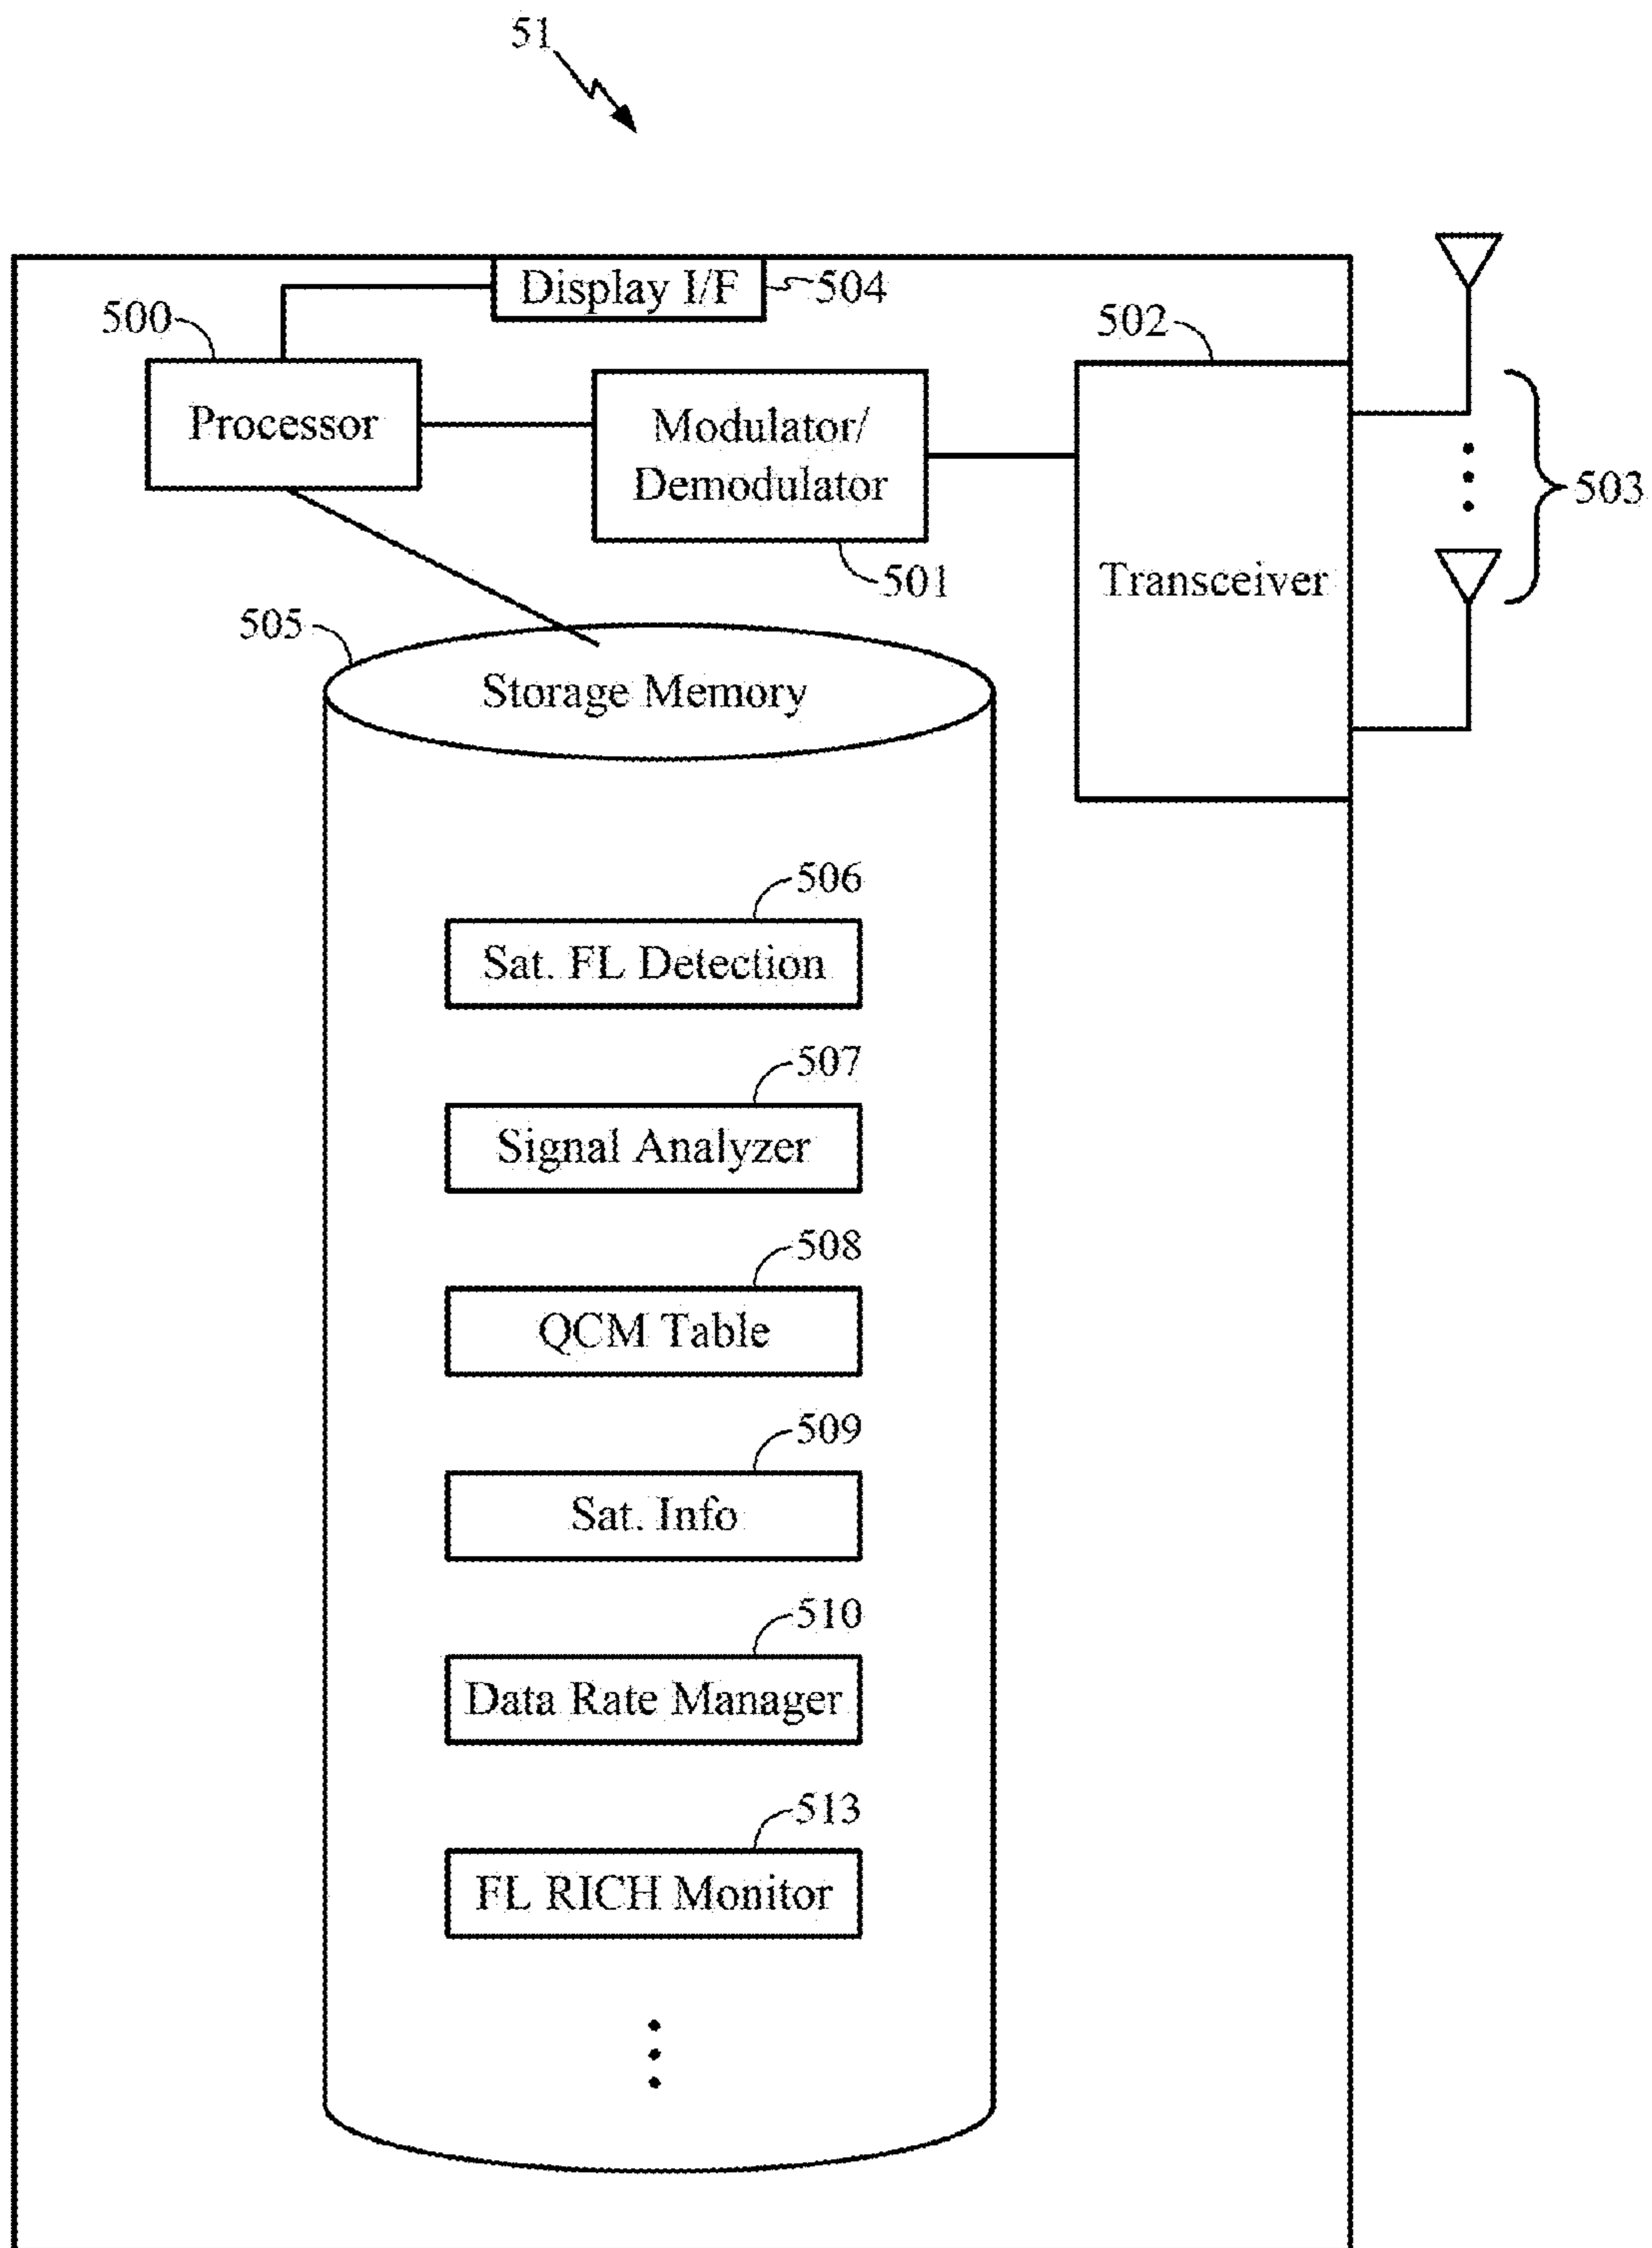 51
Display I/F
504
500
502
Processor
Modulator/
Demodulator
503
501
Transceiver
505
Storage Memory
506
Sat. FL Detection
507
Signal Analyzer
508
QCM Table
509
Sat. Info
510
Data Rate Manager
513
FL RICH Monitor